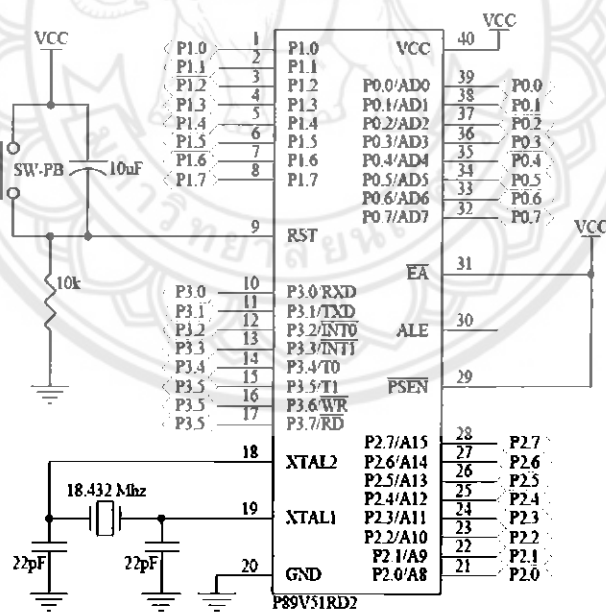 VCC
VCC
P1.0 1 P1.0 VCC 40
P1.1 2 P1.1
P1.2 3 P1.2 P0.0/AD0 39 P0.0
P1.3 4 P1.3 P0.1/AD1 38 P0.1
P1.4 5 P1.4 P0.2/AD2 37 P0.2
P1.5 6 P1.5 P0.3/AD3 36 P0.3
P1.6 7 P1.6 P0.4/AD4 35 P0.4
P1.7 8 P1.7 P0.5/AD5 34 P0.5
P0.6/AD6 33 P0.6
P0.7/AD7 32 P0.7
SW-PB 10uF
9 RST
VCC
EA 31
10k
P3.0 10 P3.0/RXD
P3.1 11 P3.1/TXD
P3.2 12 P3.2/INT0 ALE 30
P3.3 13 P3.3/INT1
P3.4 14 P3.4/T0
P3.5 15 P3.5/T1 PSEN 29
P3.5 16 P3.6/WR
P3.5 17 P3.7/RD
18 XTAL2
P2.7/A15 28 P2.7
P2.6/A14 27 P2.6
P2.5/A13 26 P2.5
P2.4/A12 25 P2.4
P2.3/A11 24 P2.3
P2.2/A10 23 P2.2
P2.1/A9 22 P2.1
P2.0/A8 21 P2.0
18.432 Mhz
19 XTAL1
22pF 22pF
20 GND
P89V51RD2